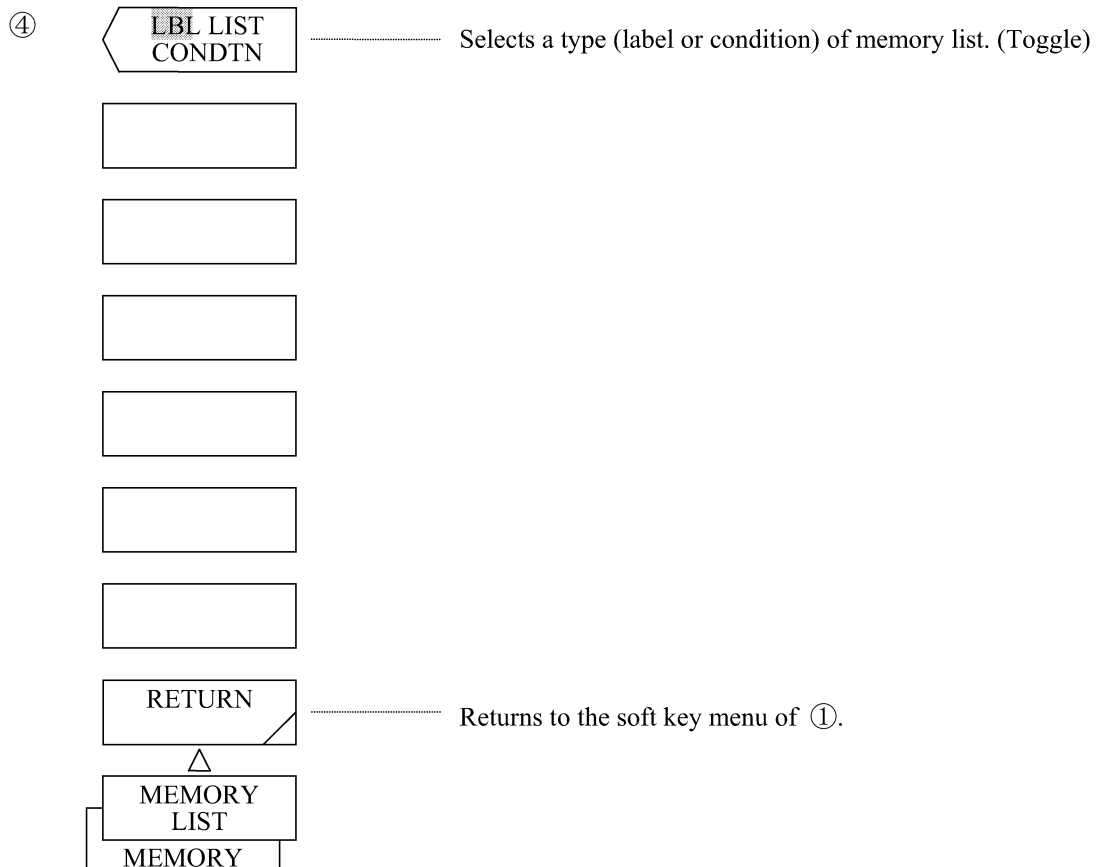 ④
LBL LIST
CONDTN
Selects a type (label or condition) of memory list. (Toggle)
RETURN
Returns to the soft key menu of ①.
MEMORY
LIST
MEMORY